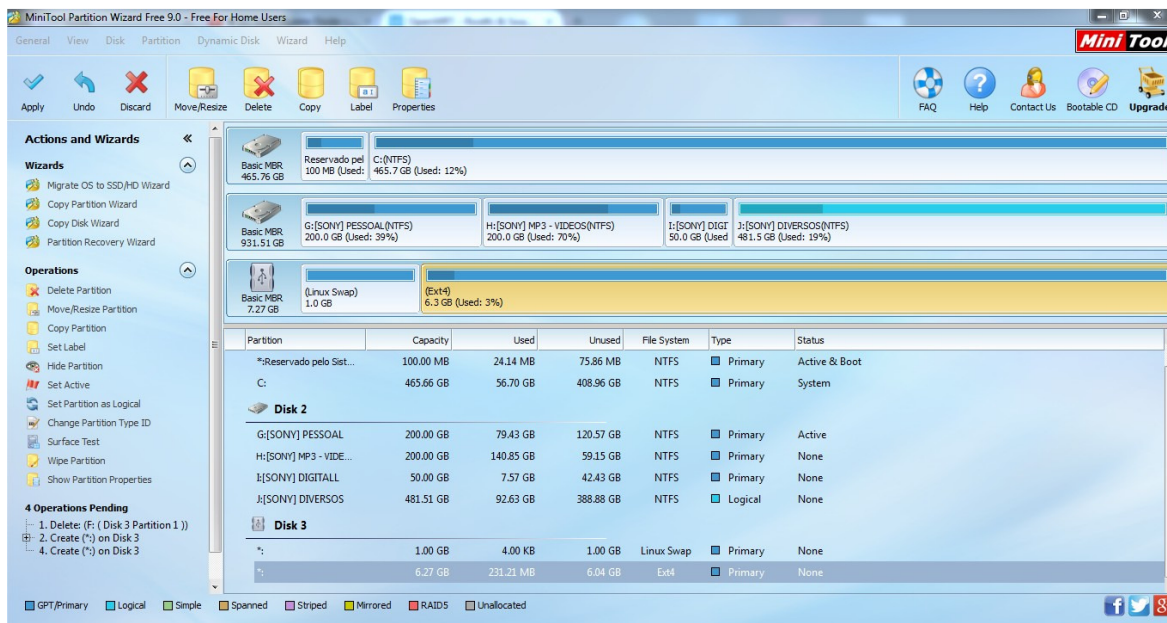 MiniTool Partition Wizard Free 9.0 - Free For Home Users
General View Disk Partition Dynamic Disk Wizard Help
Mini Tool
Apply Undo Discard Move/Resize Delete Copy Label Properties FAQ Help Contact Us Bootable CD Upgrade
Actions and Wizards
Wizards
Migrate OS to SSD/HD Wizard
Copy Partition Wizard
Copy Disk Wizard
Partition Recovery Wizard
Operations
Delete Partition
Move/Resize Partition
Copy Partition
Set Label
Hide Partition
Set Active
Set Partition as Logical
Change Partition Type ID
Surface Test
Wipe Partition
Show Partition Properties
4 Operations Pending
1. Delete: (F: ( Disk 3 Partition 1 ))
2. Create (*:) on Disk 3
4. Create (*:) on Disk 3
Basic MBR
465.76 GB
Reservado pel
100 MB (Used:
C:(NTFS)
465.7 GB (Used: 12%)
Basic MBR
931.51 GB
G:[SONY] PESSOAL(NTFS)
200.0 GB (Used: 39%)
H:[SONY] MP3 - VIDEOS(NTFS)
200.0 GB (Used: 70%)
I:[SONY] DIGIT
50.0 GB (Used
J:[SONY] DIVERSOS(NTFS)
481.5 GB (Used: 19%)
Basic MBR
7.27 GB
(Linux Swap)
1.0 GB
(Ext4)
6.3 GB (Used: 3%)
Partition Capacity Used Unused File System Type Status
*:Reservado pelo Sist... 100.00 MB 24.14 MB 75.86 MB NTFS Primary Active & Boot
C: 465.66 GB 56.70 GB 408.96 GB NTFS Primary System
Disk 2
G:[SONY] PESSOAL 200.00 GB 79.43 GB 120.57 GB NTFS Primary Active
H:[SONY] MP3 - VIDE... 200.00 GB 140.85 GB 59.15 GB NTFS Primary None
I:[SONY] DIGITALL 50.00 GB 7.57 GB 42.43 GB NTFS Primary None
J:[SONY] DIVERSOS 481.51 GB 92.63 GB 388.88 GB NTFS Logical None
Disk 3
*: 1.00 GB 4.00 KB 1.00 GB Linux Swap Primary None
*: 6.27 GB 231.21 MB 6.04 GB Ext4 Primary None
GPT/Primary Logical Simple Spanned Striped Mirrored RAID5 Unallocated